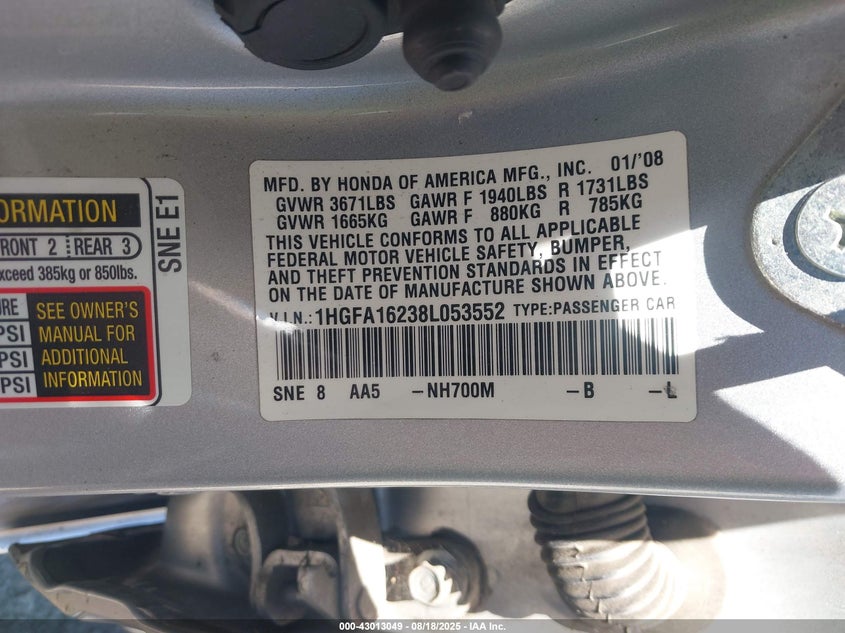 ORMATION
FRONT 2 REAR 3
exceed 385kg or 850lbs.
SNE E1
SEE OWNER'S
PSI MANUAL FOR
PSI ADDITIONAL
PSI INFORMATION
MFD. BY HONDA OF AMERICA MFG., INC. 01/'08
GVWR 3671LBS GAWR F 1940LBS R 1731LBS
GVWR 1665KG GAWR F 880KG R 785KG
THIS VEHICLE CONFORMS TO ALL APPLICABLE
FEDERAL MOTOR VEHICLE SAFETY, BUMPER,
AND THEFT PREVENTION STANDARDS IN EFFECT
ON THE DATE OF MANUFACTURE SHOWN ABOVE.
V.I.N.:1HGFA16238L053552 TYPE:PASSENGER CAR
SNE 8 AA5 -NH700M -B -L
000-43013049 - 08/18/2025 - IAA Inc.